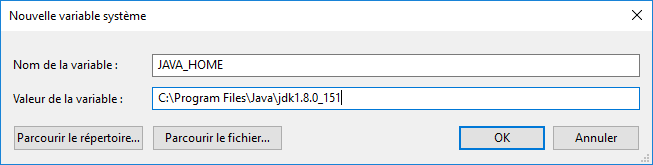 Nouvelle variable système
Nom de la variable :
JAVA_HOME
Valeur de la variable :
C:\Program Files\Java\jdk1.8.0_151
Parcourir le répertoire...
Parcourir le fichier...
OK
Annuler